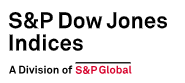 S&P Dow Jones
Indices
A Division of S&P Global